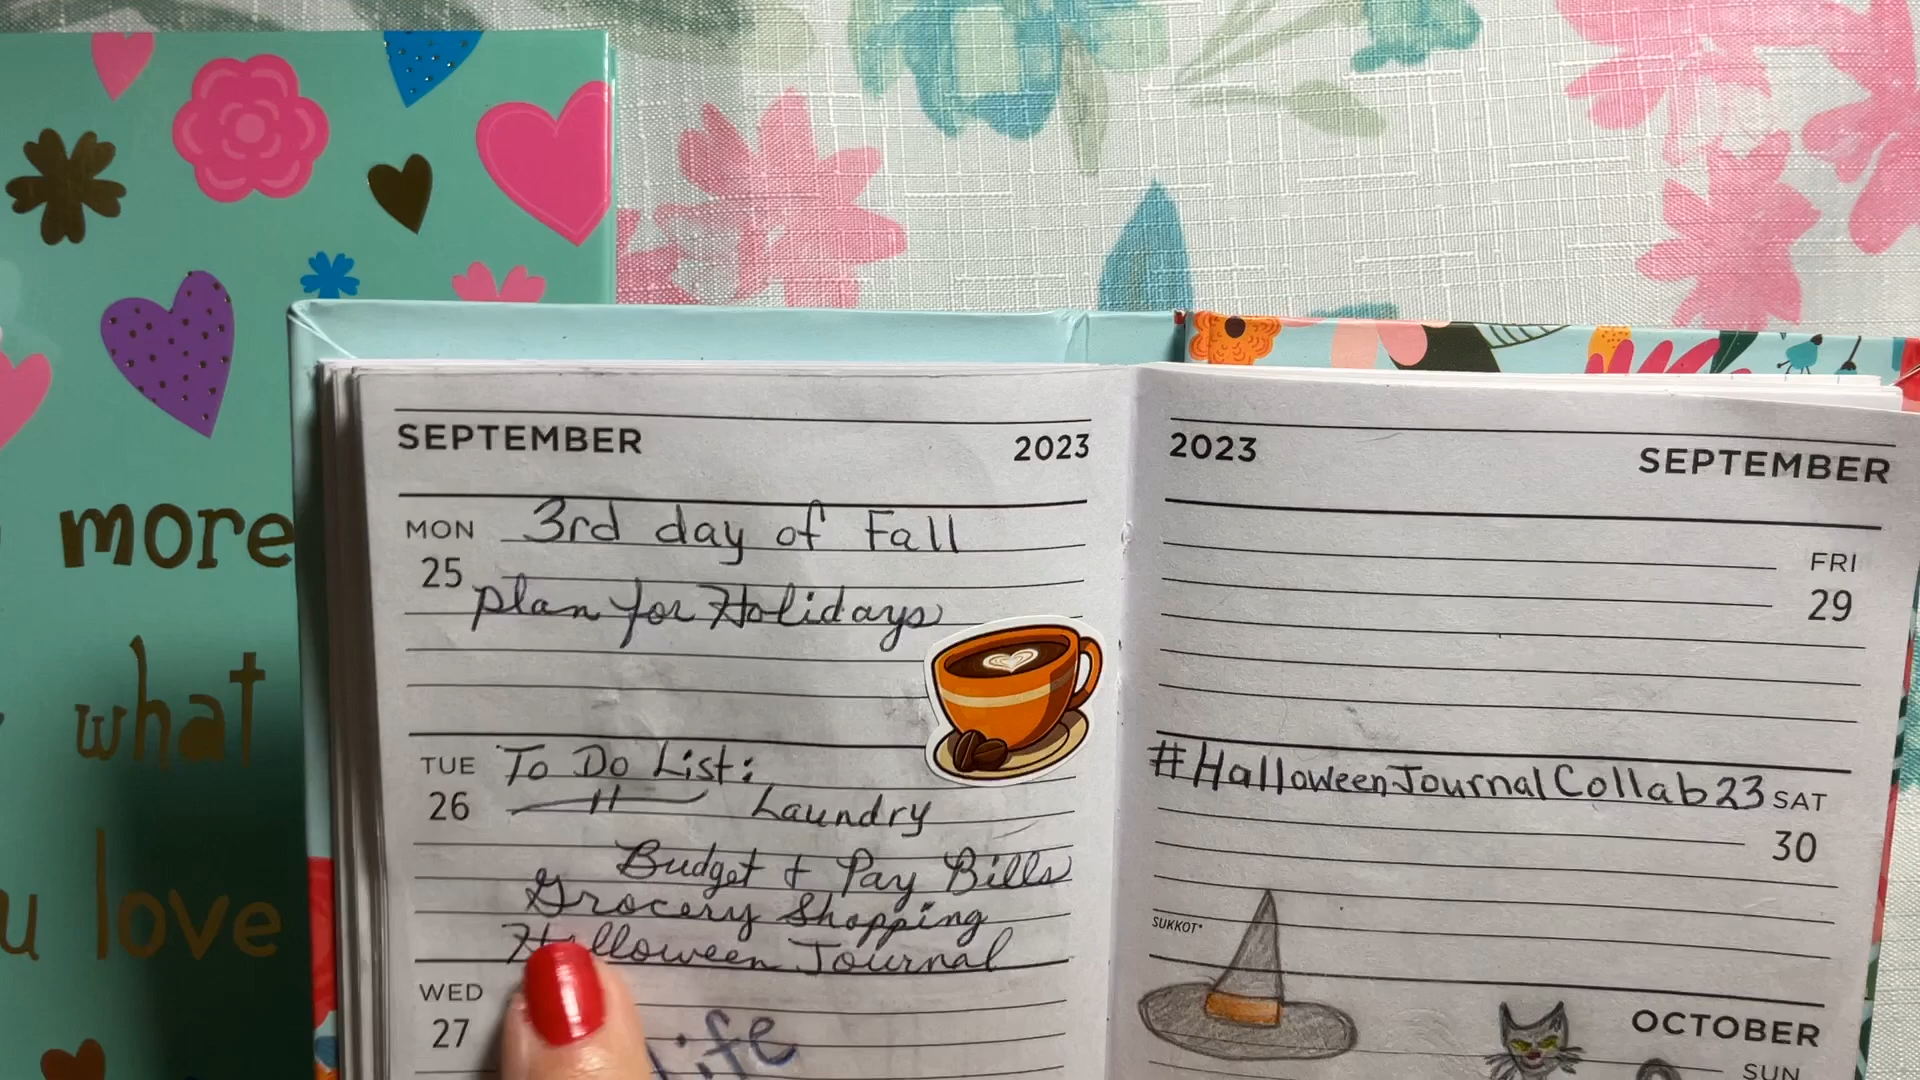 more
what
u love
SEPTEMBER 2023
MON 3rd day of Fall
25 plan for Holidays
TUE To Do List:
26 Laundry
Budget + Pay Bills
Grocery Shopping
Halloween Journal
WED
27 Life
2023 SEPTEMBER
FRI
29
#HalloweenJournalCollab23 SAT
30
SUKKOT*
OCTOBER
SUN